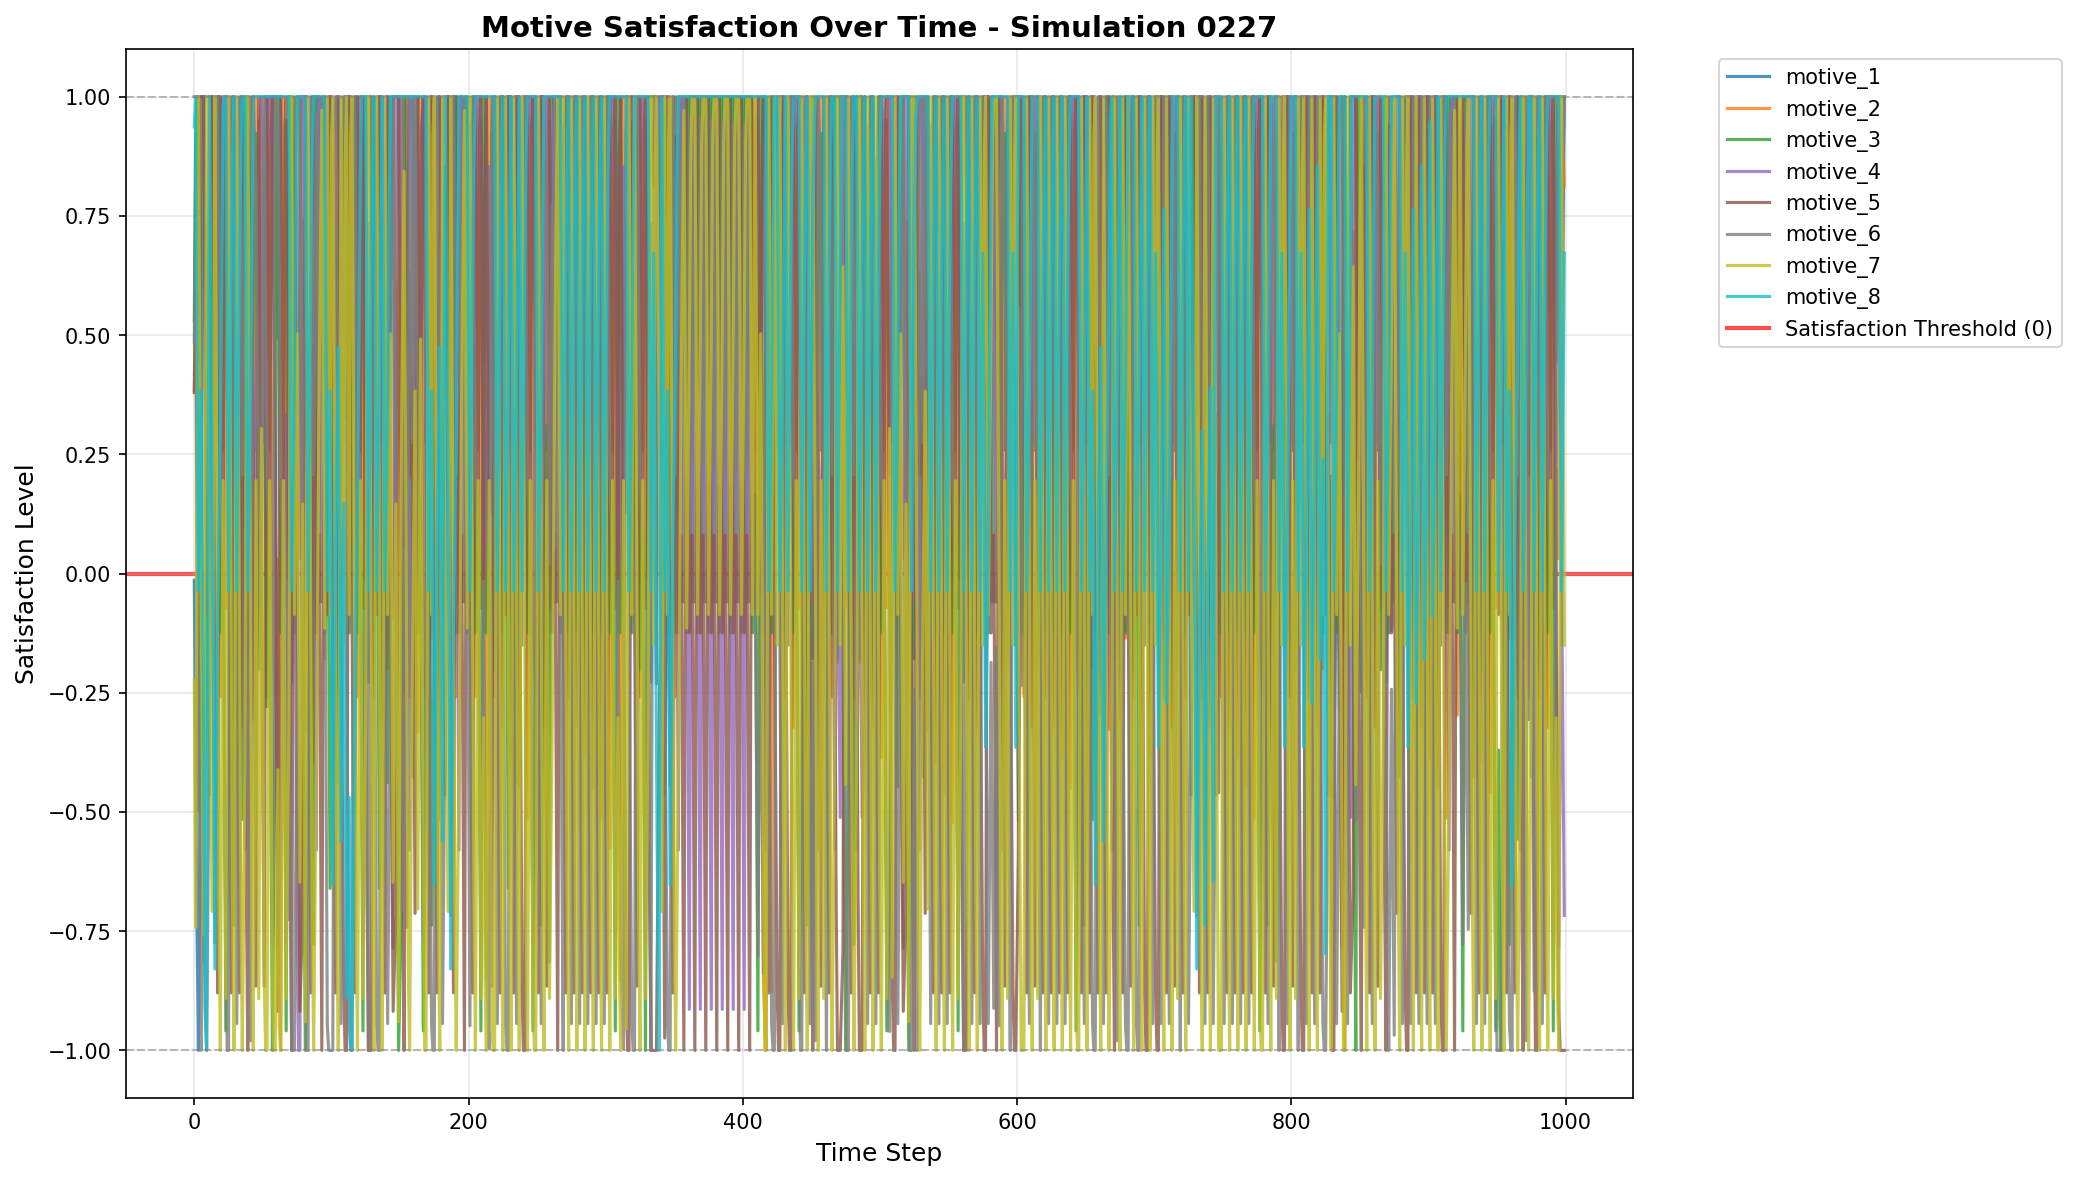 Motive Satisfaction Over Time - Simulation 0227
1.00
0.75
0.50
0.25
0.00
−0.25
−0.50
−0.75
−1.00
Satisfaction Level
0
200
400
600
800
1000
Time Step
motive_1
motive_2
motive_3
motive_4
motive_5
motive_6
motive_7
motive_8
Satisfaction Threshold (0)